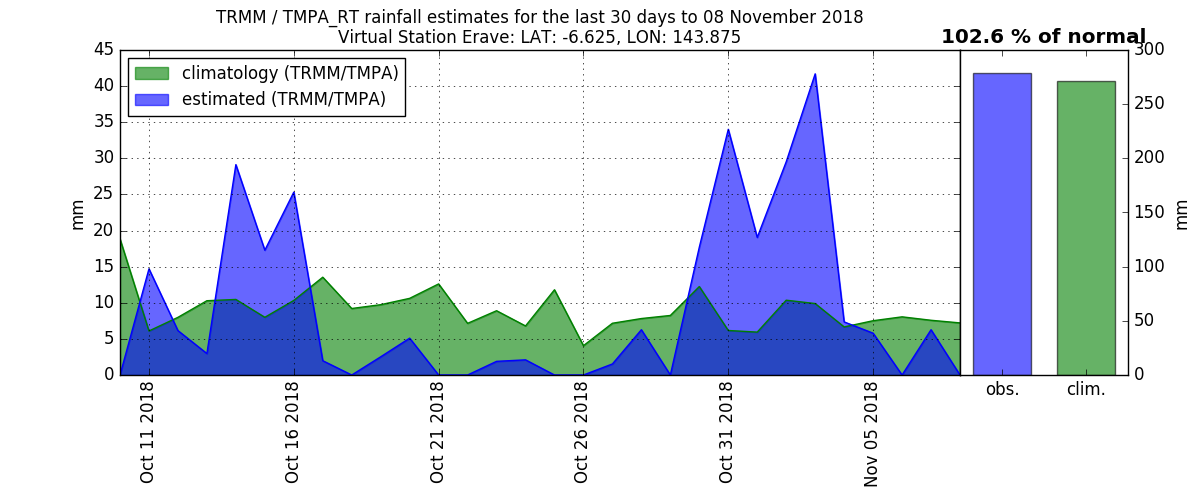 TRMM / TMPA_RT rainfall estimates for the last 30 days to 08 November 2018
Virtual Station Erave: LAT: -6.625, LON: 143.875
102.6 % of normal
climatology (TRMM/TMPA)
estimated (TRMM/TMPA)
mm
45
40
35
30
25
20
15
10
5
0
Oct 11 2018
Oct 16 2018
Oct 21 2018
Oct 26 2018
Oct 31 2018
Nov 05 2018
obs.
clim.
300
250
200
150
100
50
0
mm